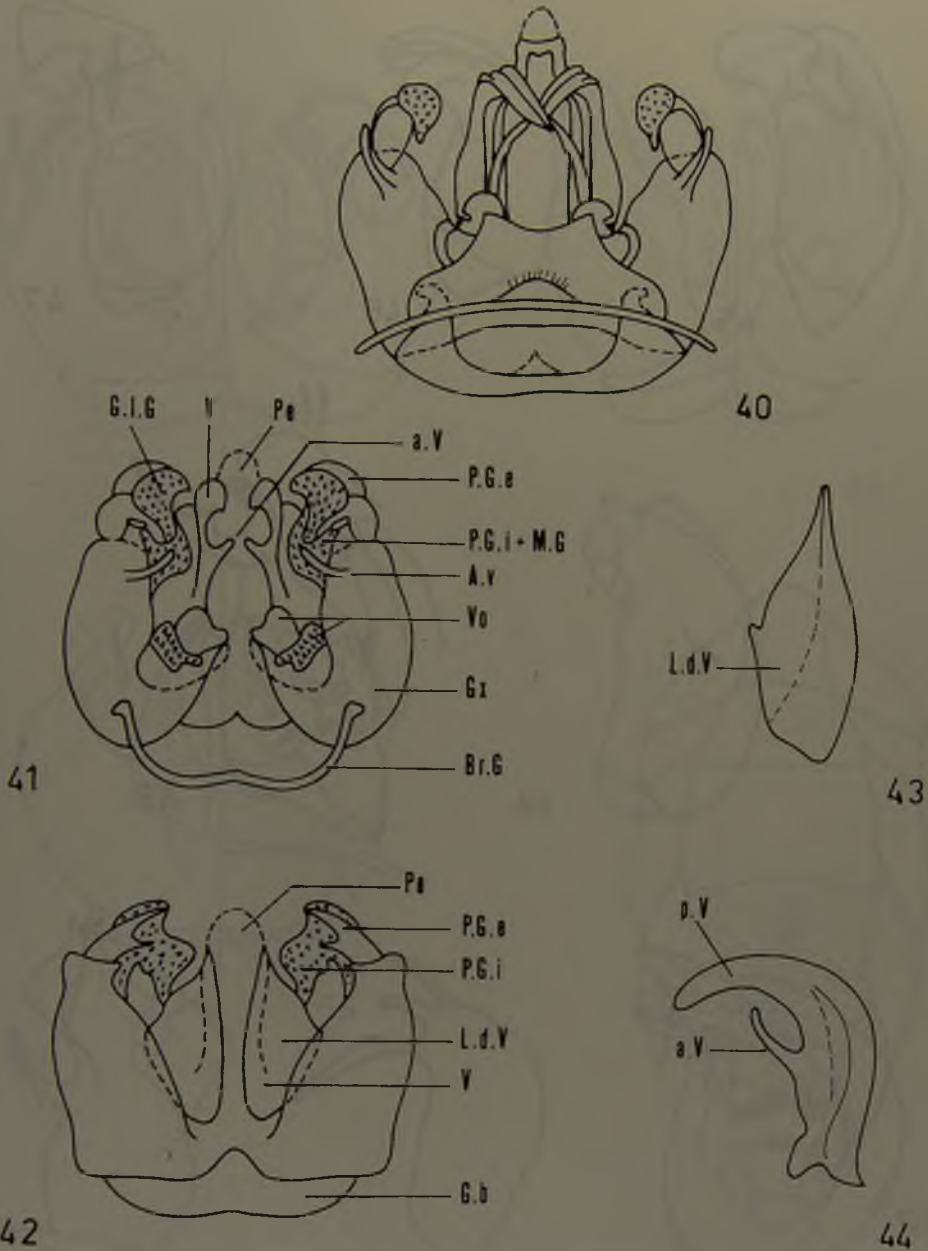 40
G.l.G
V
Pe
a.V
P.G.e
P.G.i + M.G
A.v
Vo
Gx
Br.G
41
L.d.V
43
Pe
P.G.e
P.G.i
L.d.V
V
G.b
42
p.V
a.V
44